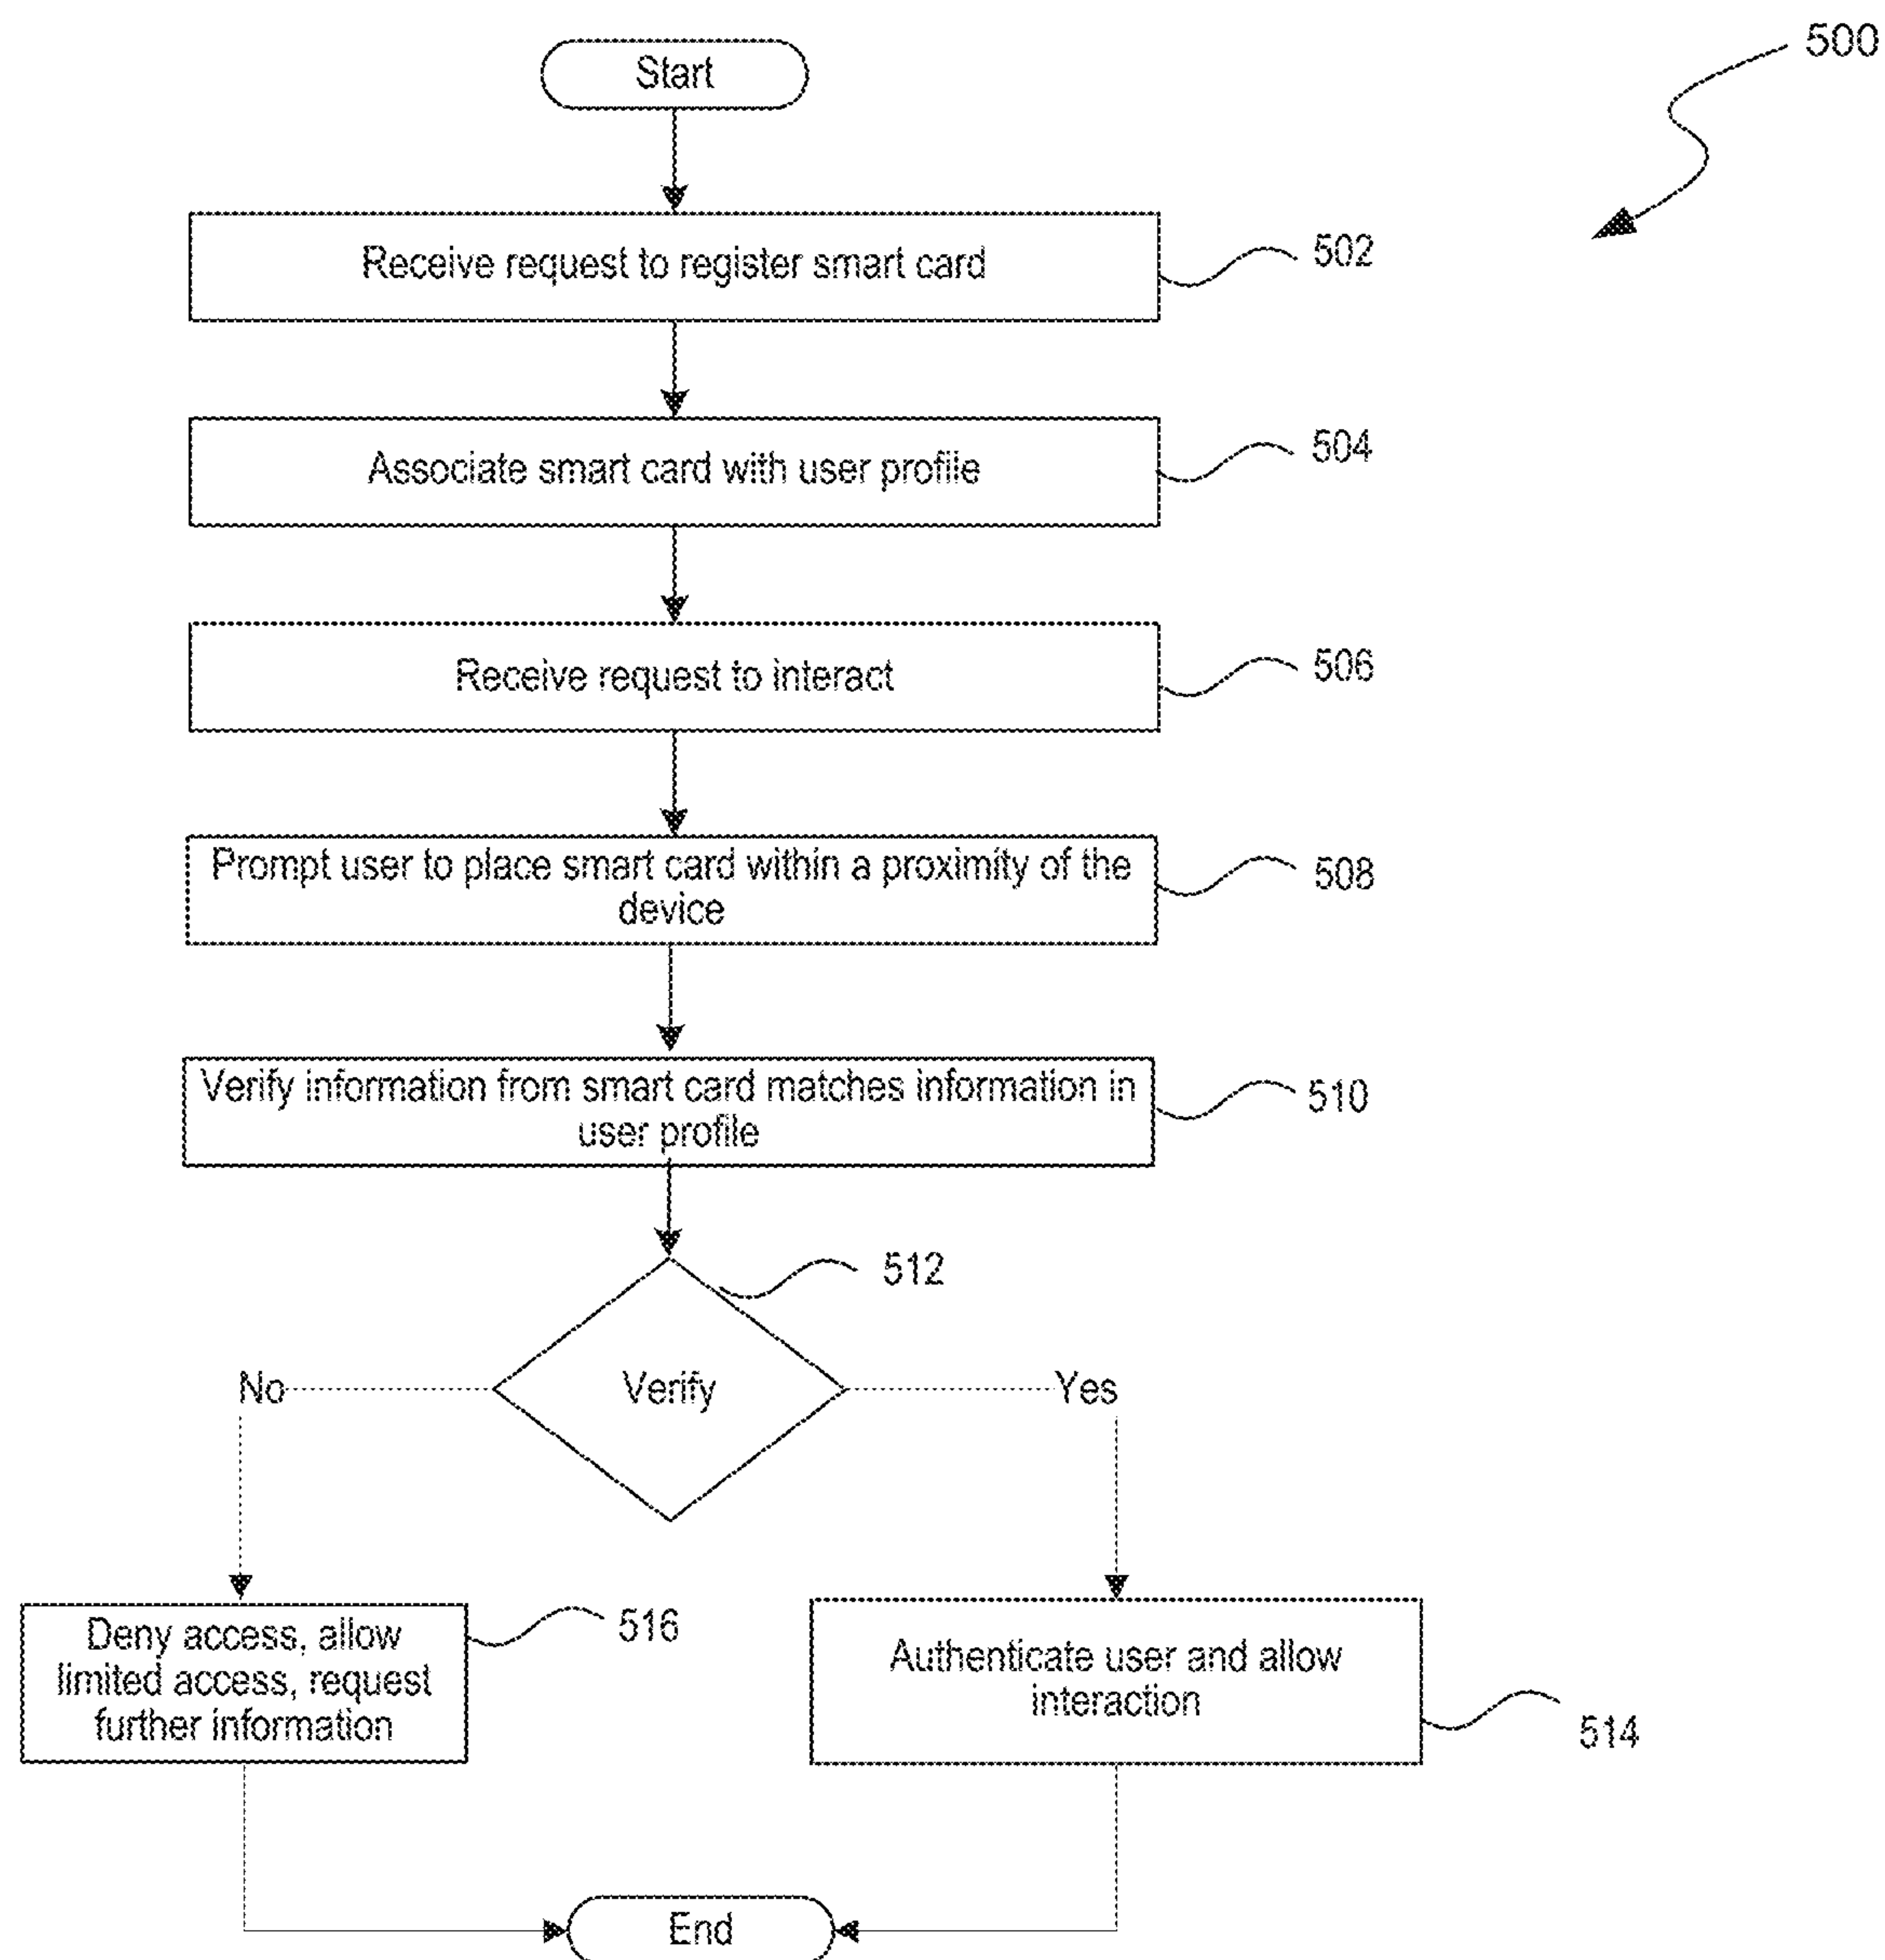 500
Start
Receive request to register smart card
502
Associate smart card with user profile
504
Receive request to interact
506
Prompt user to place smart card within a proximity of the
device
508
Verify information from smart card matches information in
user profile
510
512
No
Verify
Yes
Deny access, allow
limited access, request
further information
516
Authenticate user and allow
interaction
514
End